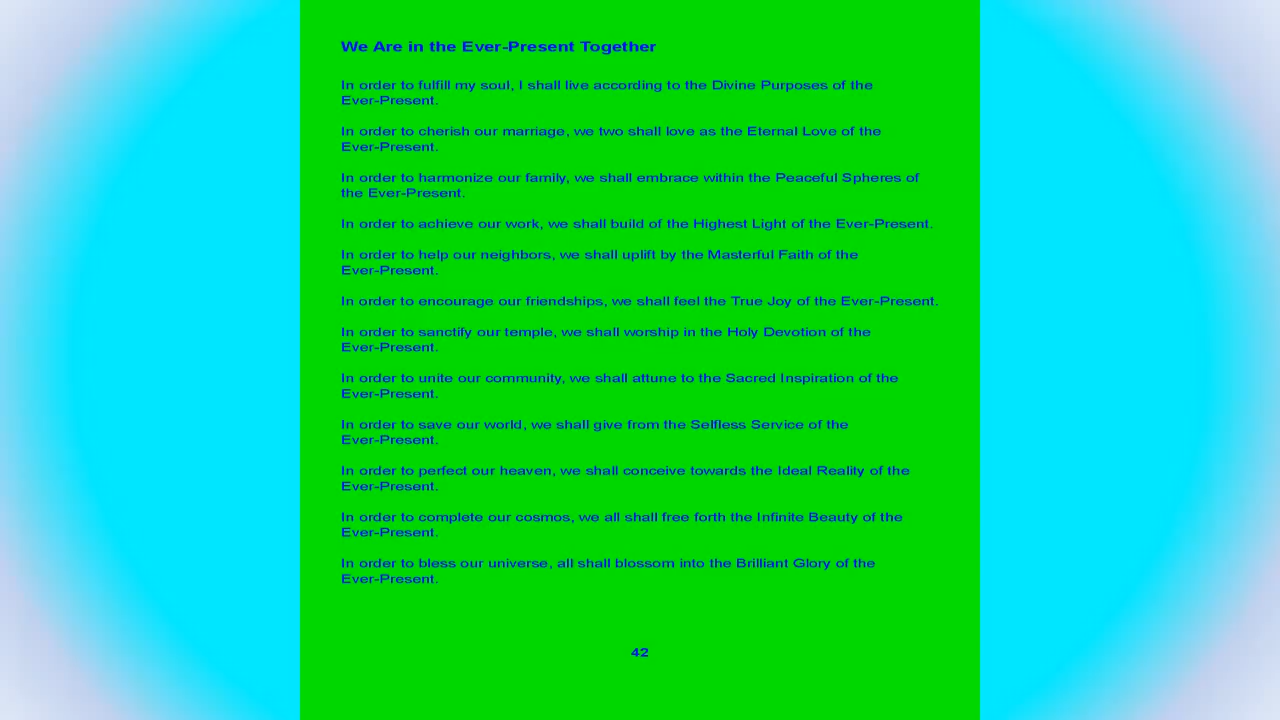 We Are in the Ever-Present Together
In order to fulfill my soul, I shall live according to the Divine Purposes of the
Ever-Present.
In order to cherish our marriage, we two shall love as the Eternal Love of the
Ever-Present.
In order to harmonize our family, we shall embrace within the Peaceful Spheres of
the Ever-Present.
In order to achieve our work, we shall build of the Highest Light of the Ever-Present.
In order to help our neighbors, we shall uplift by the Masterful Faith of the
Ever-Present.
In order to encourage our friendships, we shall feel the True Joy of the Ever-Present.
In order to sanctify our temple, we shall worship in the Holy Devotion of the
Ever-Present.
In order to unite our community, we shall attune to the Sacred Inspiration of the
Ever-Present.
In order to save our world, we shall give from the Selfless Service of the
Ever-Present.
In order to perfect our heaven, we shall conceive towards the Ideal Reality of the
Ever-Present.
In order to complete our cosmos, we all shall free forth the Infinite Beauty of the
Ever-Present.
In order to bless our universe, all shall blossom into the Brilliant Glory of the
Ever-Present.
42